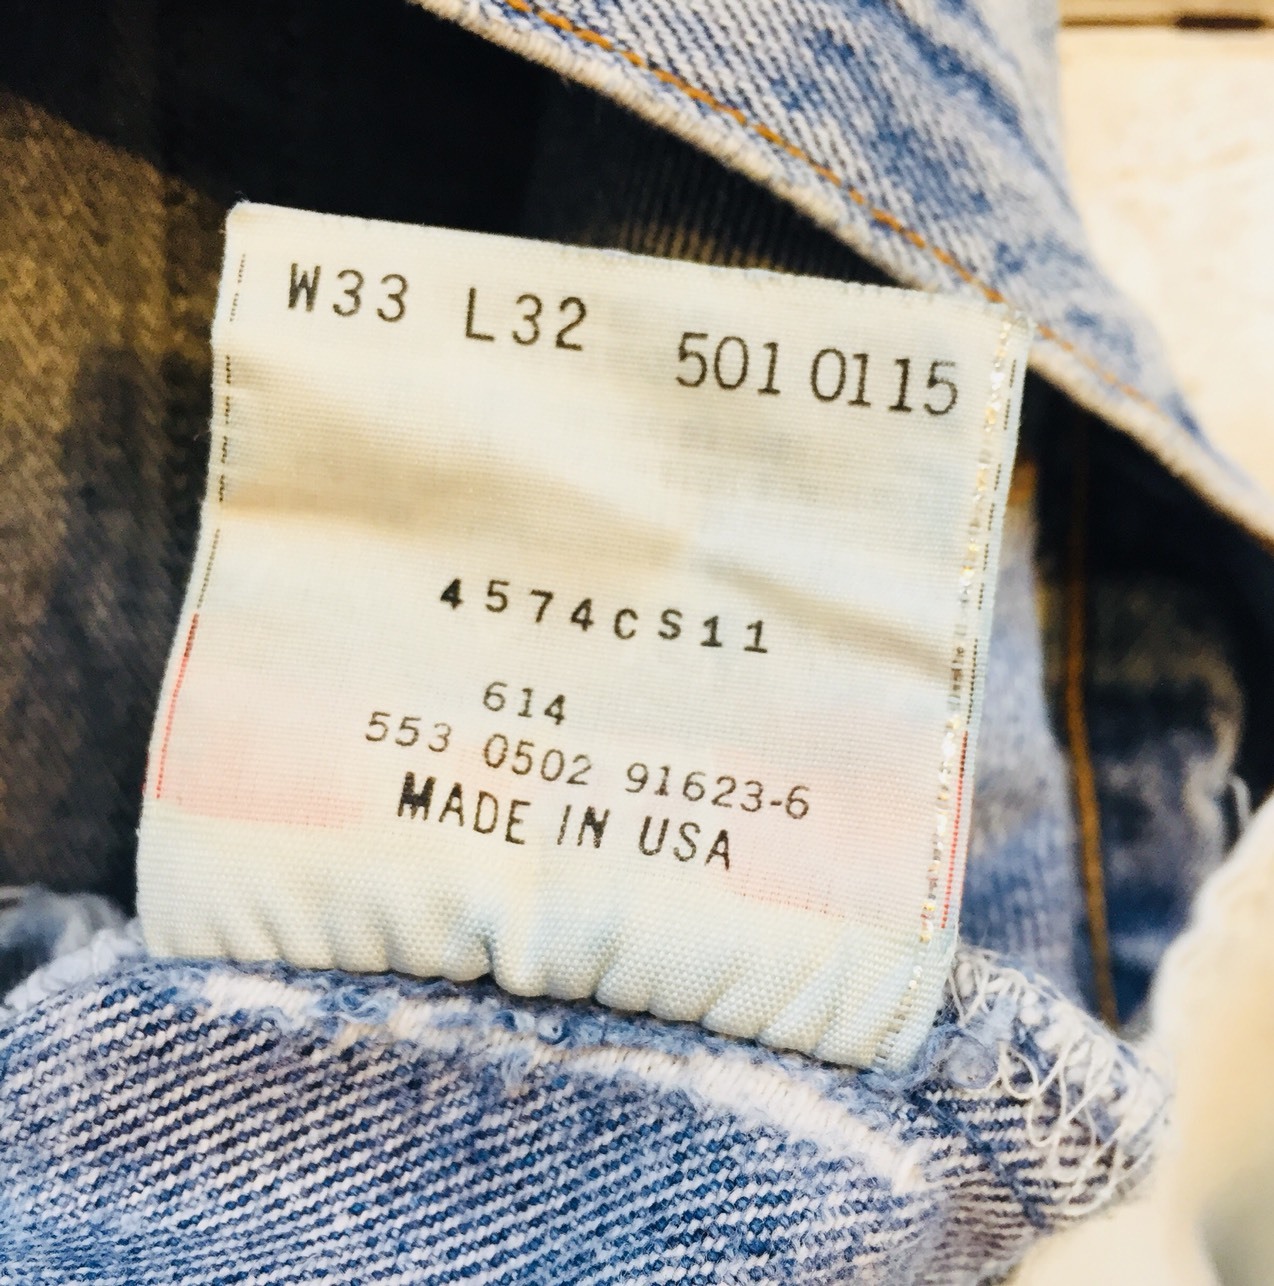 W33 L32 501 0115
4574CS11
614
553 0502 91623-6
MADE IN USA